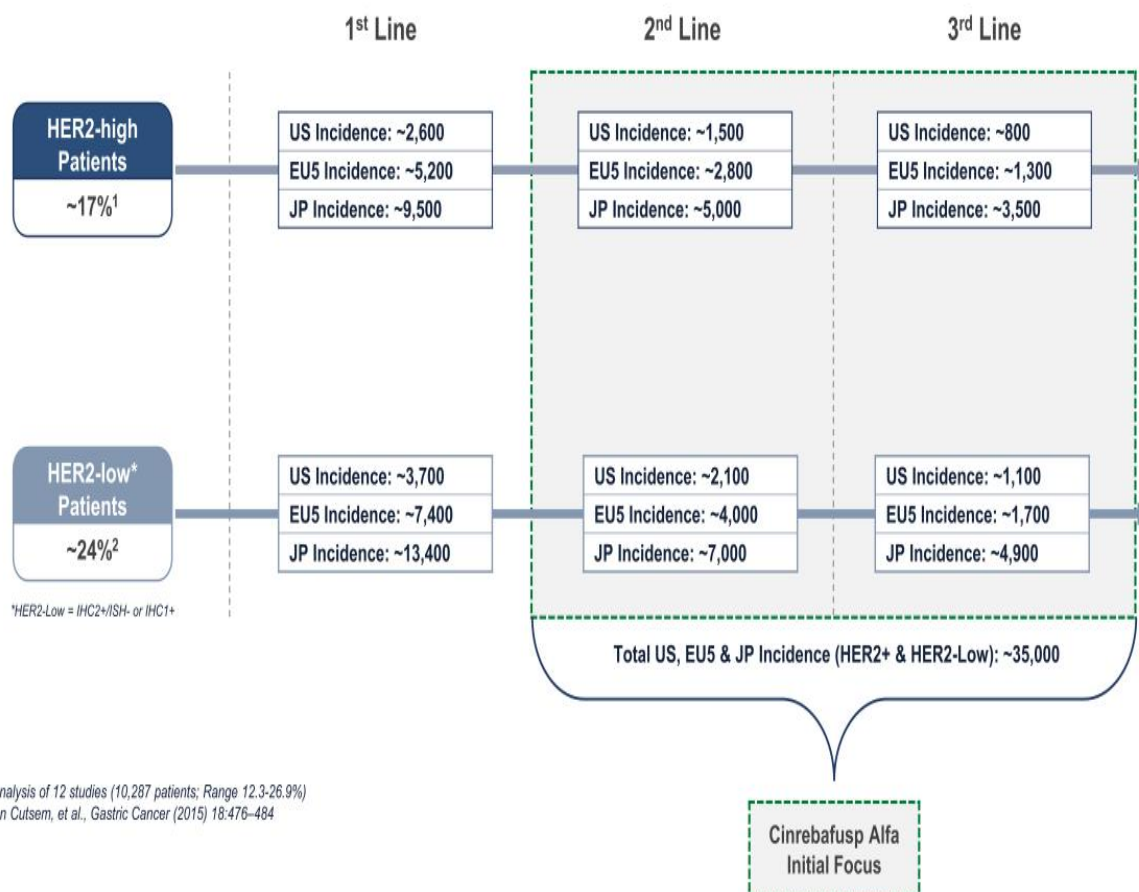 1st Line
2nd Line
3rd Line
HER2-high
Patients
~17%1
US Incidence: ~2,600
EU5 Incidence: ~5,200
JP Incidence: ~9,500
US Incidence: ~1,500
EU5 Incidence: ~2,800
JP Incidence: ~5,000
US Incidence: ~800
EU5 Incidence: ~1,300
JP Incidence: ~3,500
HER2-low*
Patients
~24%2
US Incidence: ~3,700
EU5 Incidence: ~7,400
JP Incidence: ~13,400
US Incidence: ~2,100
EU5 Incidence: ~4,000
JP Incidence: ~7,000
US Incidence: ~1,100
EU5 Incidence: ~1,700
JP Incidence: ~4,900
*HER2-Low = IHC2+/ISH- or IHC1+
Total US, EU5 & JP Incidence (HER2+ & HER2-Low): ~35,000
nalysis of 12 studies (10,287 patients; Range 12.3-26.9%)
n Cutsem, et al., Gastric Cancer (2015) 18:476–484
Cinrebafusp Alfa
Initial Focus